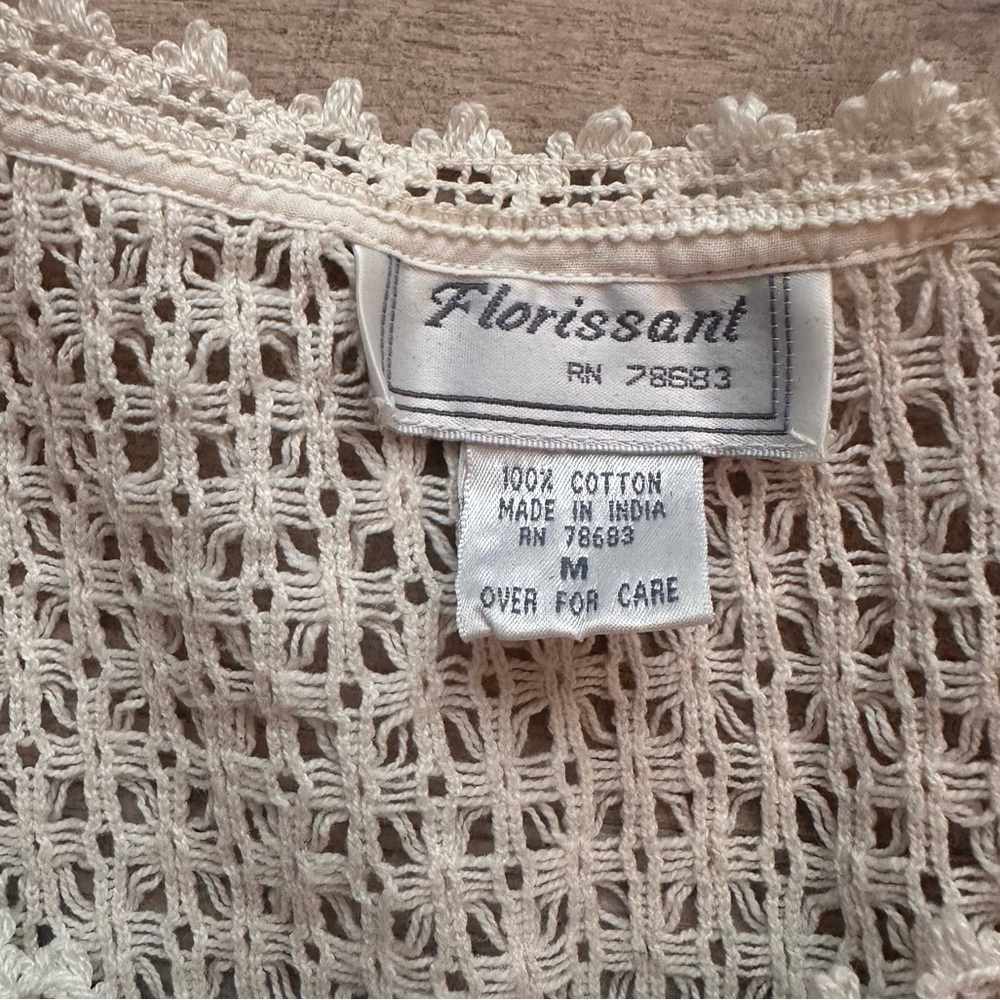 Florissant
RN 78683
100% COTTON
MADE IN INDIA
RN 78683
M
OVER FOR CARE